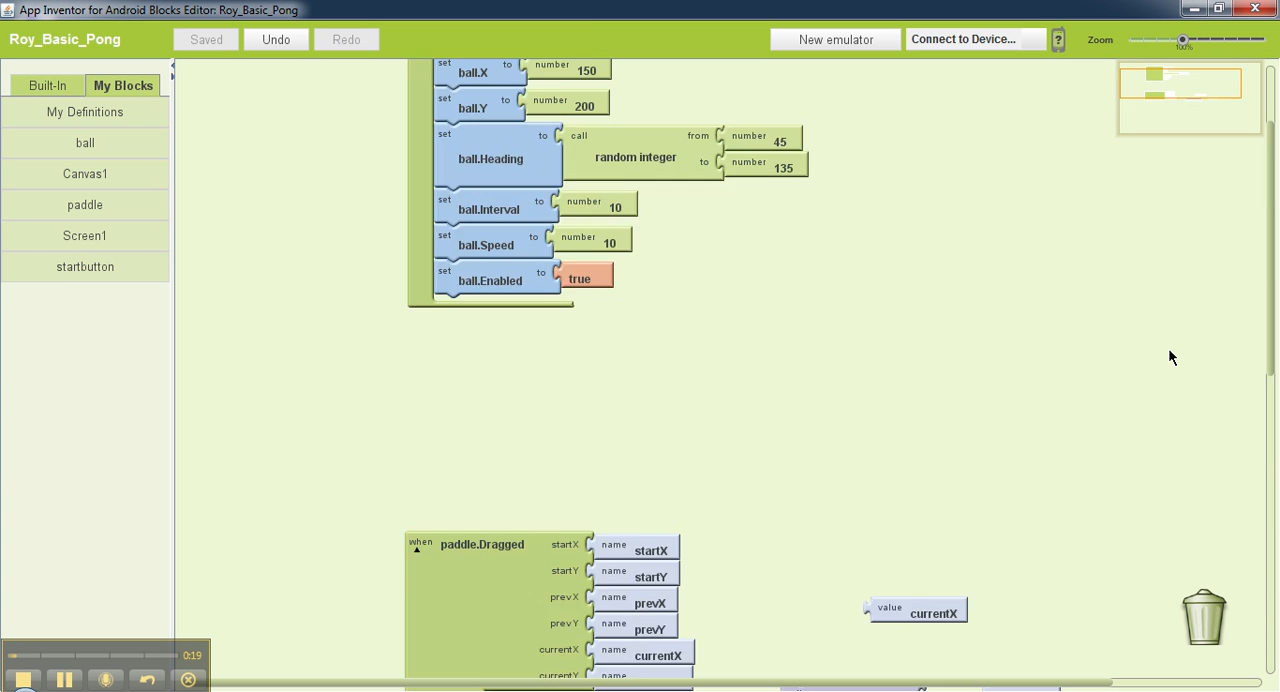 App Inventor for Android Blocks Editor: Roy_Basic_Pong
Roy_Basic_Pong
Saved
Undo
Redo
New emulator
Connect to Device...
?
Zoom
100%
Built-In
My Blocks
My Definitions
ball
Canvas1
paddle
Screen1
startbutton
set ball.X to number 150
set ball.Y to number 200
set ball.Heading to call random integer from number 45
to number 135
set ball.Interval to number 10
set ball.Speed to number 10
set ball.Enabled to true
when paddle.Dragged startX name startX
startY name startY
prevX name prevX
prevY name prevY
currentX name currentX
currentY name
value currentX
0:19